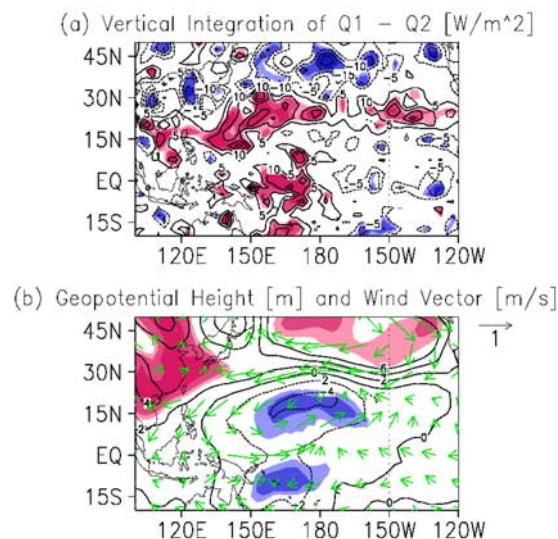 (a) Vertical Integration of Q1 − Q2 [W/m^2]
45N
30N
15N
EQ
15S
120E 150E 180 150W 120W
(b) Geopotential Height [m] and Wind Vector [m/s]
1
45N
30N
15N
EQ
15S
120E 150E 180 150W 120W